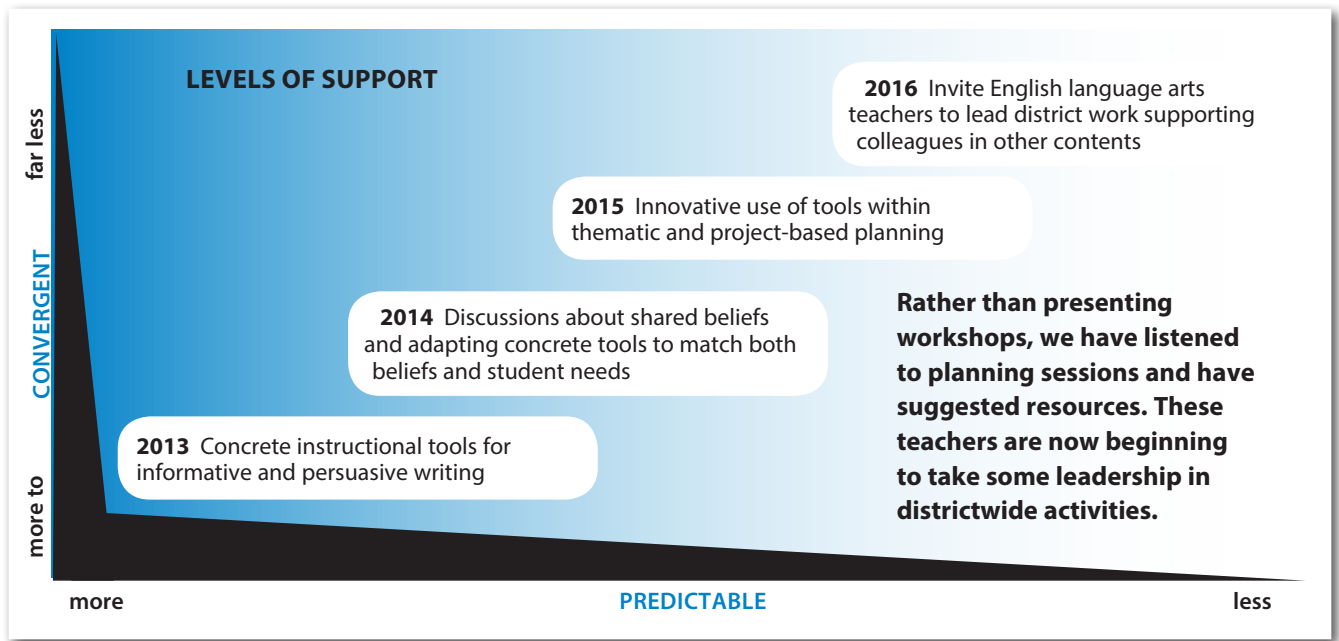 LEVELS OF SUPPORT
2016 Invite English language arts
teachers to lead district work supporting
colleagues in other contents
2015 Innovative use of tools within
thematic and project-based planning
2014 Discussions about shared beliefs
and adapting concrete tools to match both
beliefs and student needs
2013 Concrete instructional tools for
informative and persuasive writing
Rather than presenting
workshops, we have listened
to planning sessions and have
suggested resources. These
teachers are now beginning
to take some leadership in
districtwide activities.
far less
CONVERGENT
more to
more
PREDICTABLE
less